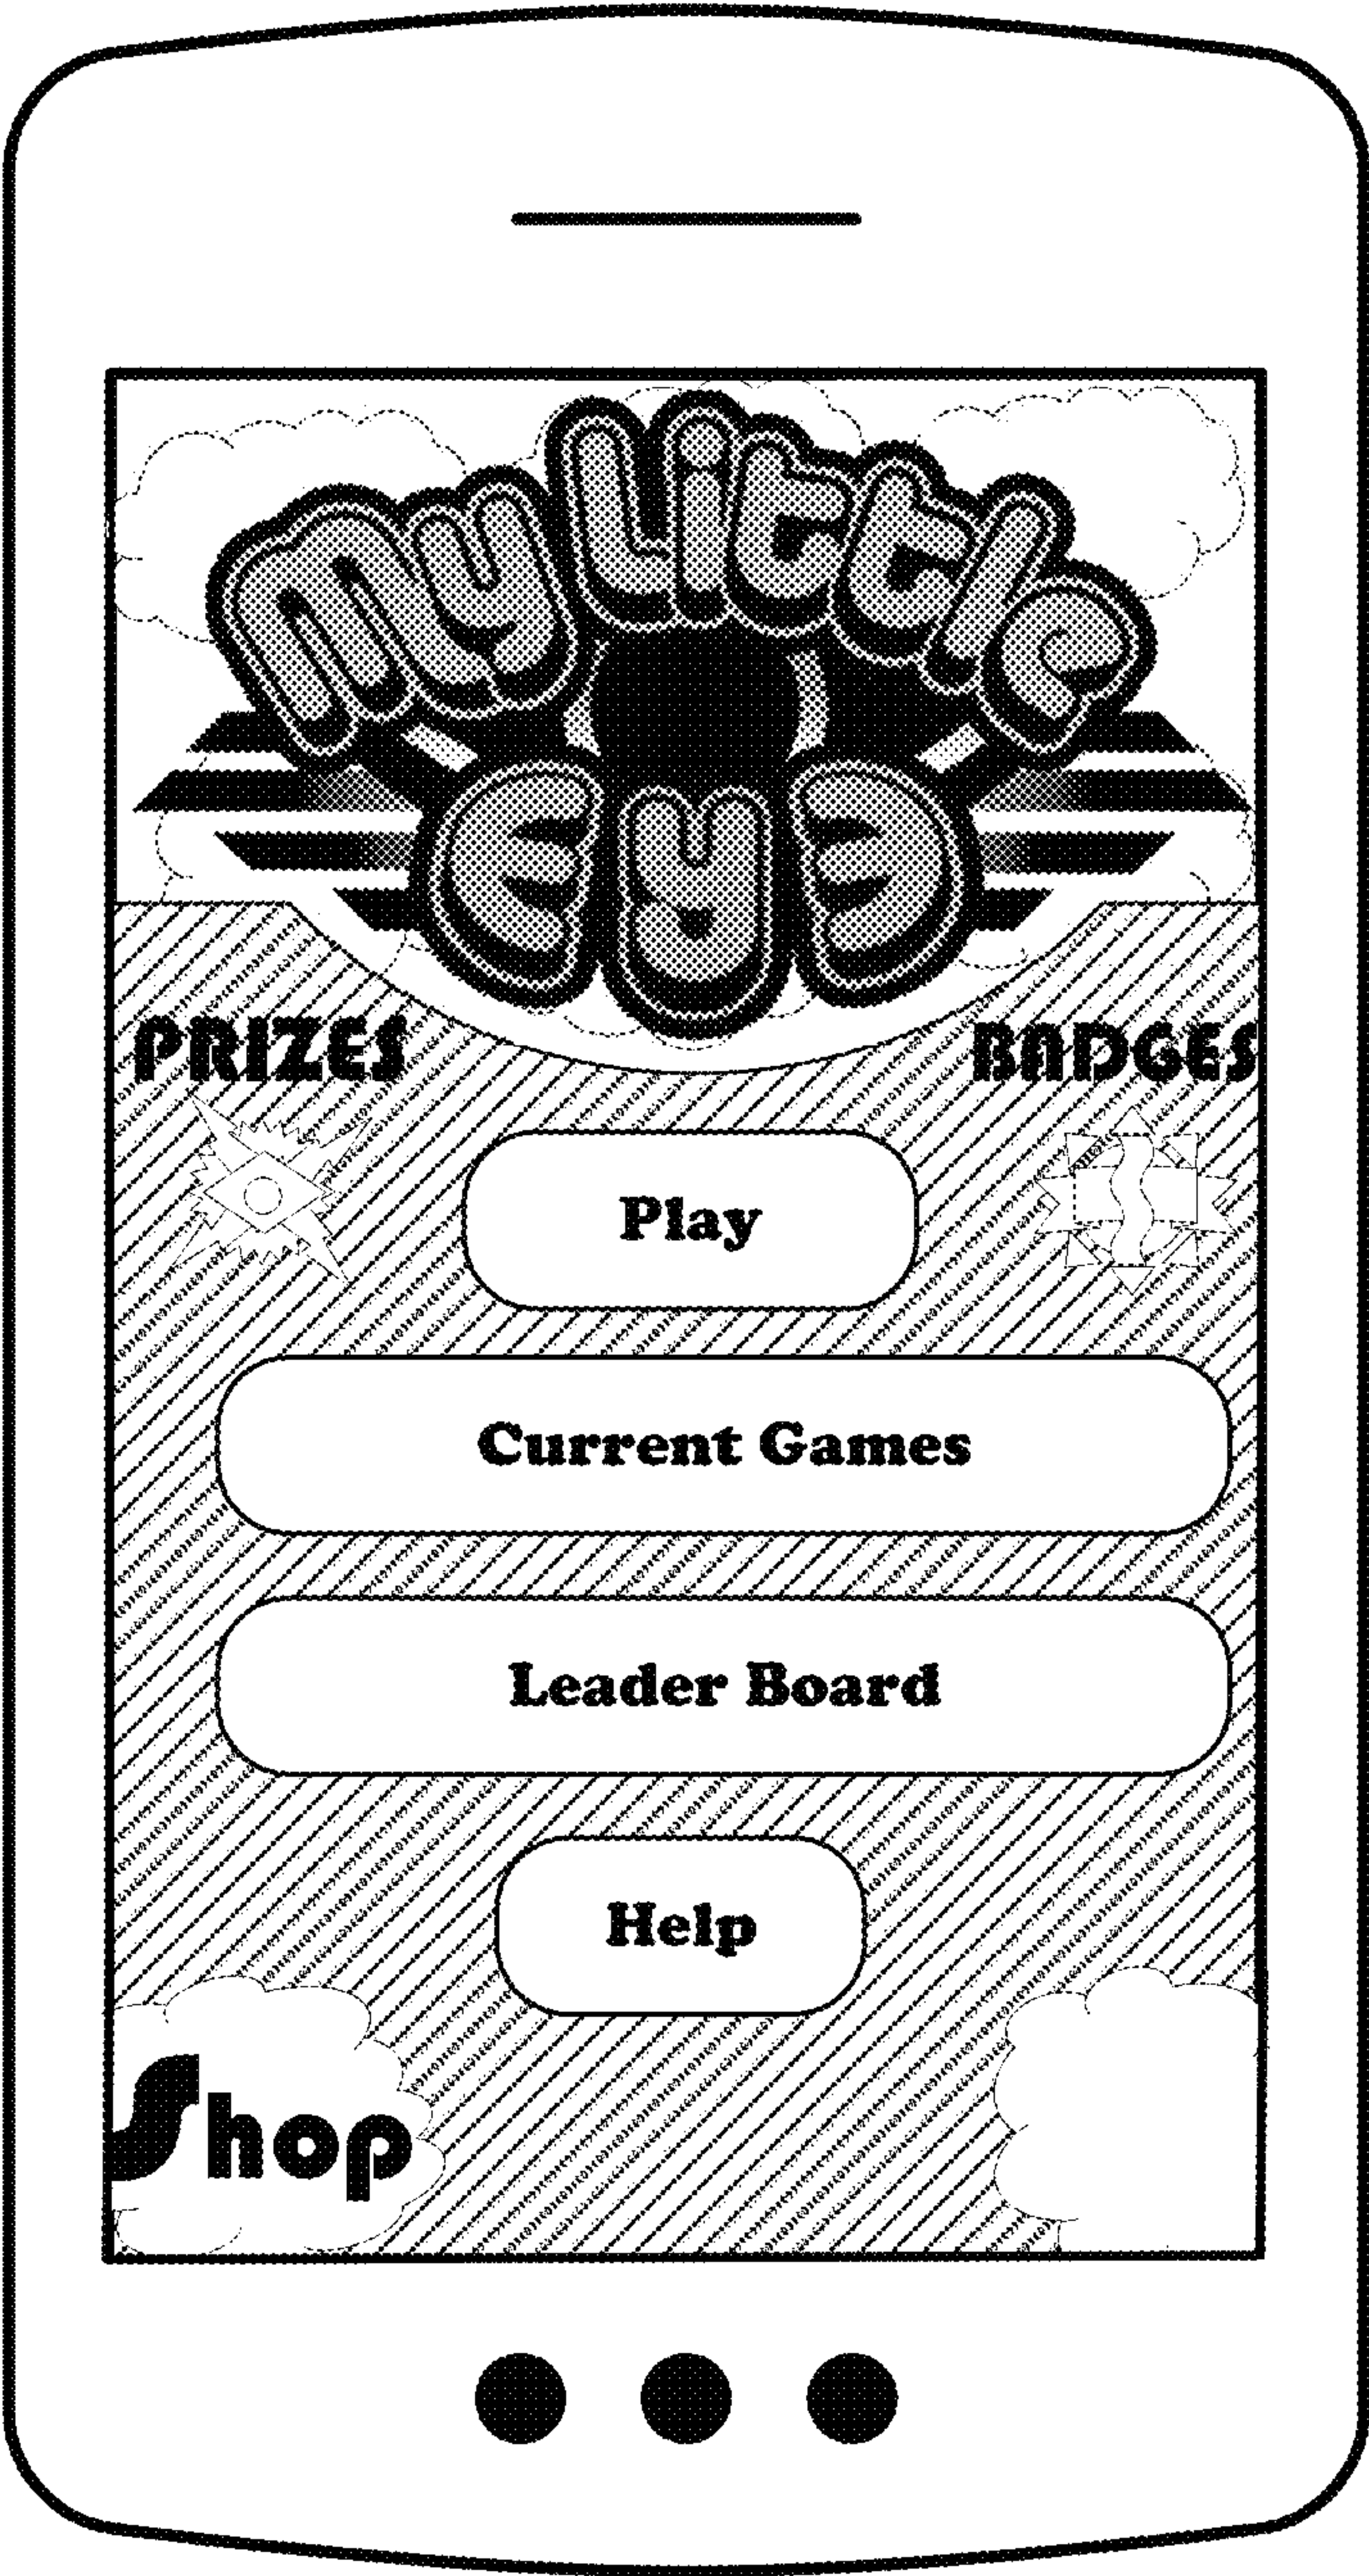 My Little
EYE
PRIZES
BADGES
Play
Current Games
Leader Board
Help
Shop